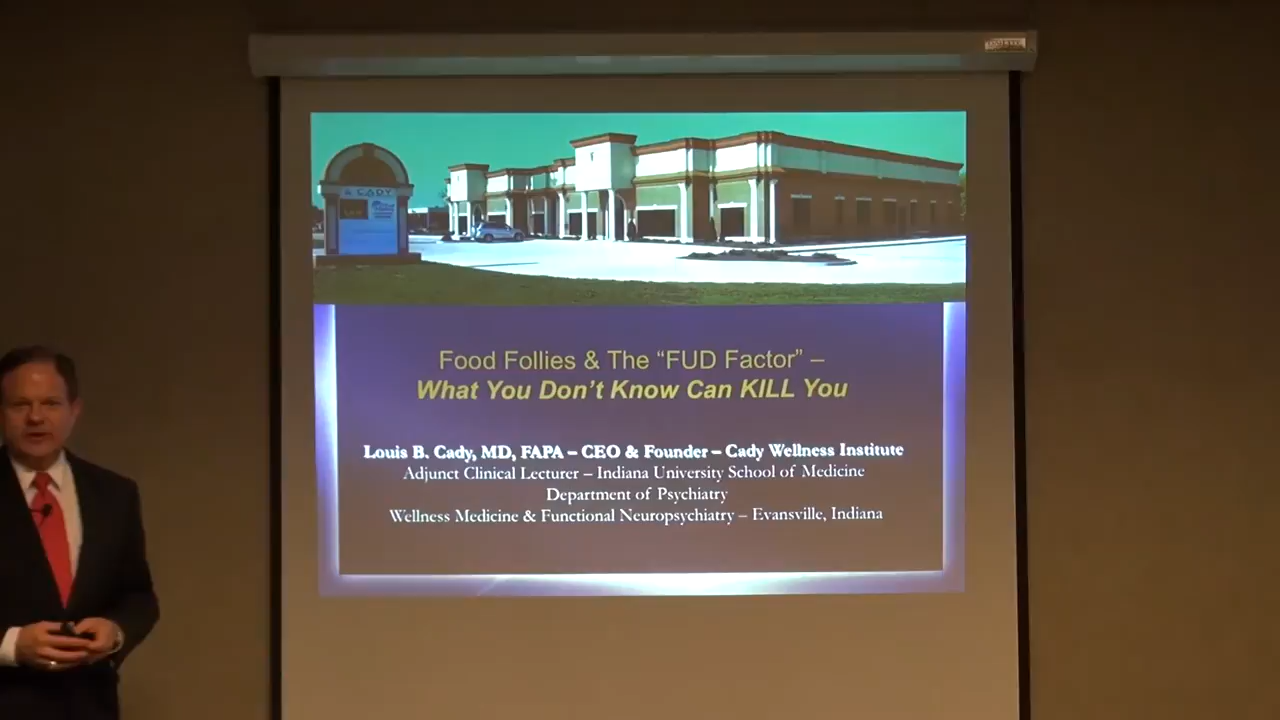 CADY
Food Follies & The “FUD Factor” –
What You Don’t Know Can KILL You
Louis B. Cady, MD, FAPA – CEO & Founder – Cady Wellness Institute
Adjunct Clinical Lecturer – Indiana University School of Medicine
Department of Psychiatry
Wellness Medicine & Functional Neuropsychiatry – Evansville, Indiana